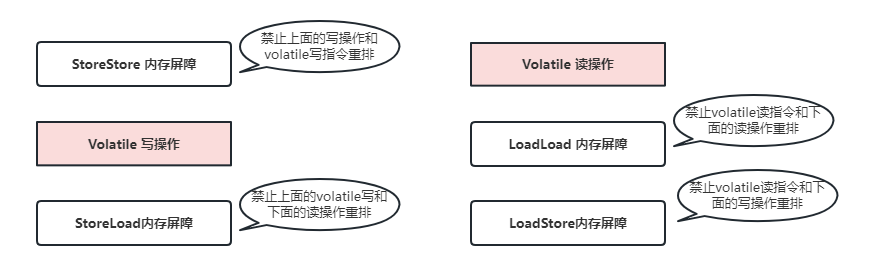 StoreStore 内存屏障
禁止上面的写操作和
volatile写指令重排
Volatile 写操作
StoreLoad内存屏障
禁止上面的volatile写和
下面的读操作重排
Volatile 读操作
LoadLoad 内存屏障
禁止volatile读指令和下
面的读操作重排
LoadStore内存屏障
禁止volatile读指令和下
面的写操作重排